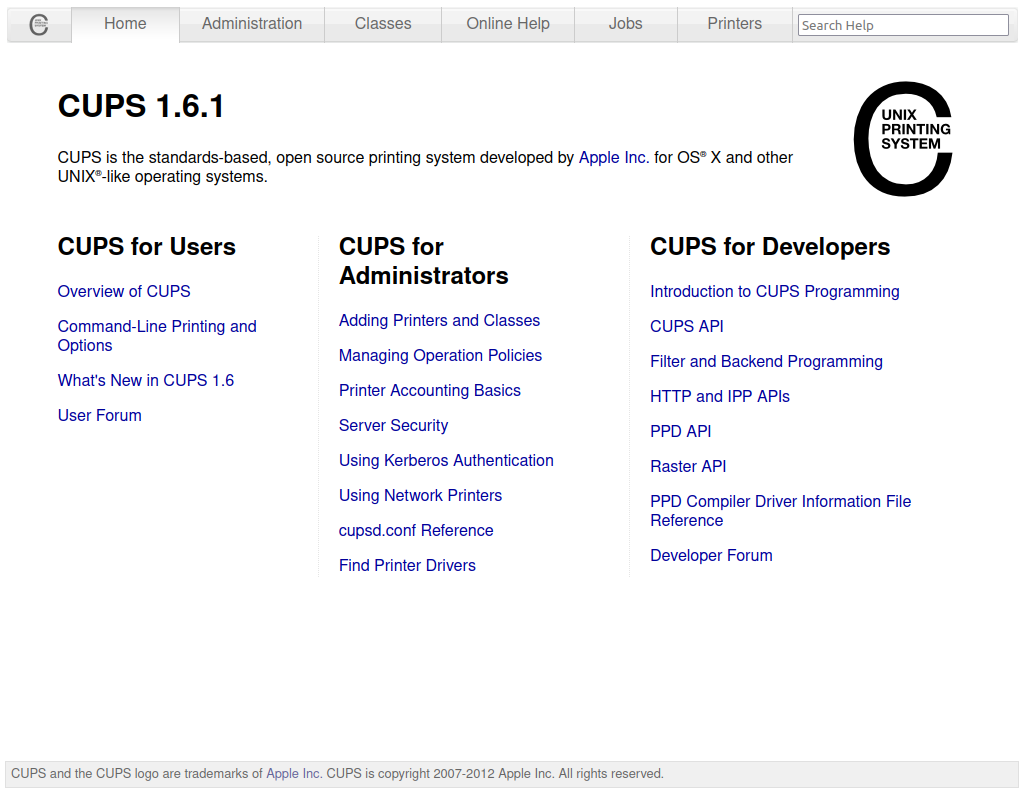 Home Administration Classes Online Help Jobs Printers Search Help
CUPS 1.6.1
CUPS is the standards-based, open source printing system developed by Apple Inc. for OS® X and other
UNIX®-like operating systems.
UNIX
PRINTING
SYSTEM
CUPS for Users
Overview of CUPS
Command-Line Printing and
Options
What's New in CUPS 1.6
User Forum
CUPS for
Administrators
Adding Printers and Classes
Managing Operation Policies
Printer Accounting Basics
Server Security
Using Kerberos Authentication
Using Network Printers
cupsd.conf Reference
Find Printer Drivers
CUPS for Developers
Introduction to CUPS Programming
CUPS API
Filter and Backend Programming
HTTP and IPP APIs
PPD API
Raster API
PPD Compiler Driver Information File
Reference
Developer Forum
CUPS and the CUPS logo are trademarks of Apple Inc. CUPS is copyright 2007-2012 Apple Inc. All rights reserved.